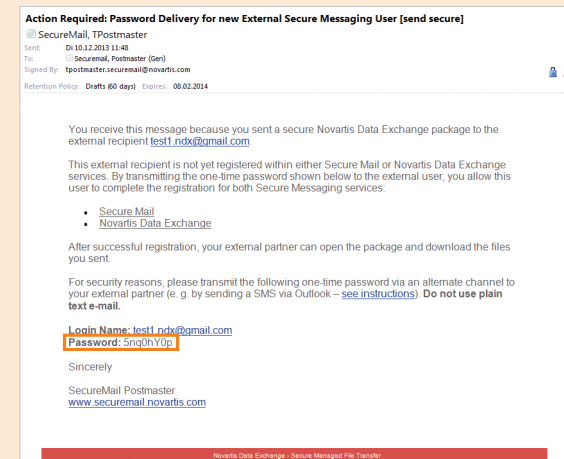 Action Required: Password Delivery for new External Secure Messaging User [send secure]
SecureMail, TPostmaster
Sent: Di 10.12.2013 11:48
To: Securemail, Postmaster (Gen)
Signed By: tpostmaster.securemail@novartis.com
Retention Policy: Drafts (60 days) Expires: 08.02.2014
You receive this message because you sent a secure Novartis Data Exchange package to the
external recipient test1.ndx@gmail.com.
This external recipient is not yet registered within either Secure Mail or Novartis Data Exchange
services. By transmitting the one-time password shown below to the external user, you allow this
user to complete the registration for both Secure Messaging services:
• Secure Mail
• Novartis Data Exchange
After successful registration, your external partner can open the package and download the files
you sent.
For security reasons, please transmit the following one-time password via an alternate channel to
your external partner (e. g. by sending a SMS via Outlook – see instructions). Do not use plain
text e-mail.
Login Name: test1.ndx@gmail.com
Password: 5nq0hY0p
Sincerely
SecureMail Postmaster
www.securemail.novartis.com
Novartis Data Exchange - Secure Managed File Transfer